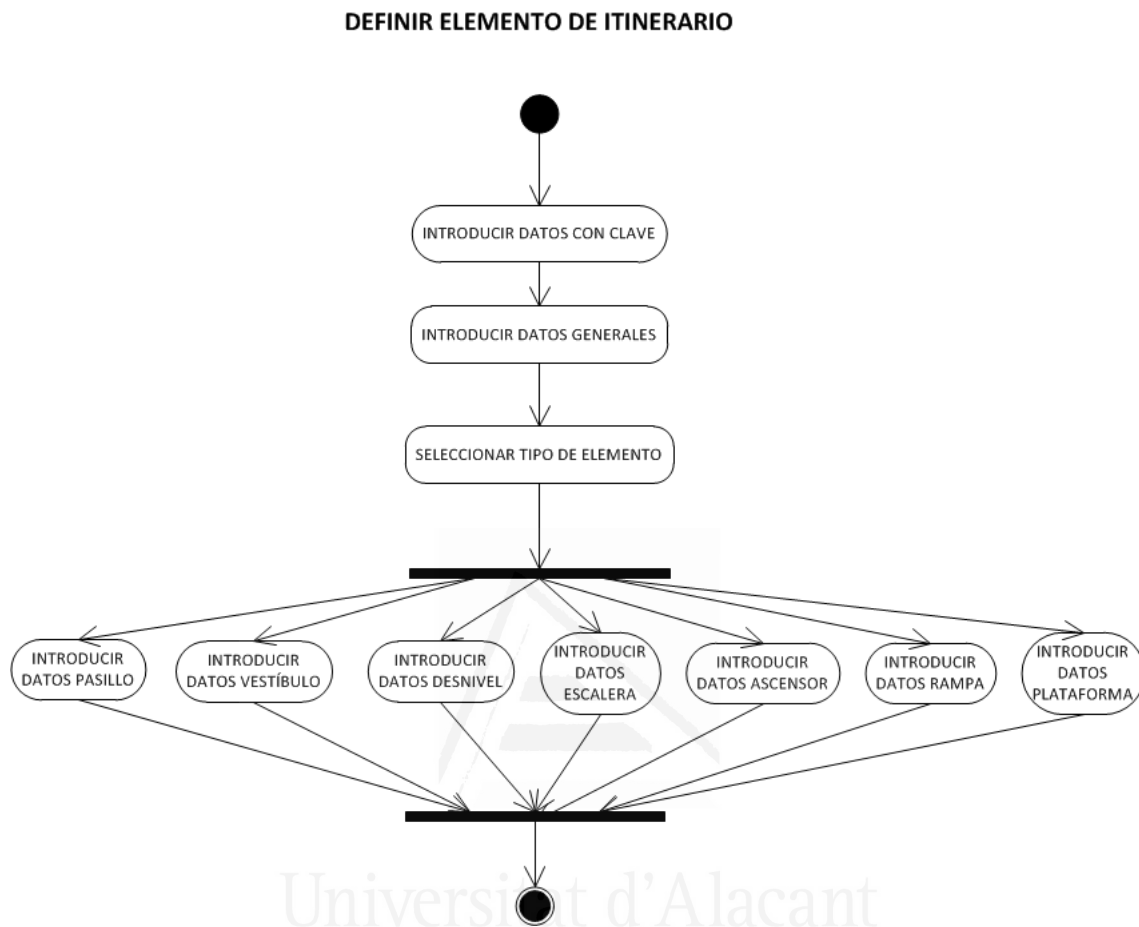 DEFINIR ELEMENTO DE ITINERARIO
INTRODUCIR DATOS CON CLAVE
INTRODUCIR DATOS GENERALES
SELECCIONAR TIPO DE ELEMENTO
INTRODUCIR
DATOS PASILLO
INTRODUCIR
DATOS VESTÍBULO
INTRODUCIR
DATOS DESNIVEL
INTRODUCIR
DATOS
ESCALERA
INTRODUCIR
DATOS ASCENSOR
INTRODUCIR
DATOS RAMPA
INTRODUCIR
DATOS
PLATAFORMA
Universitat d'Alacant